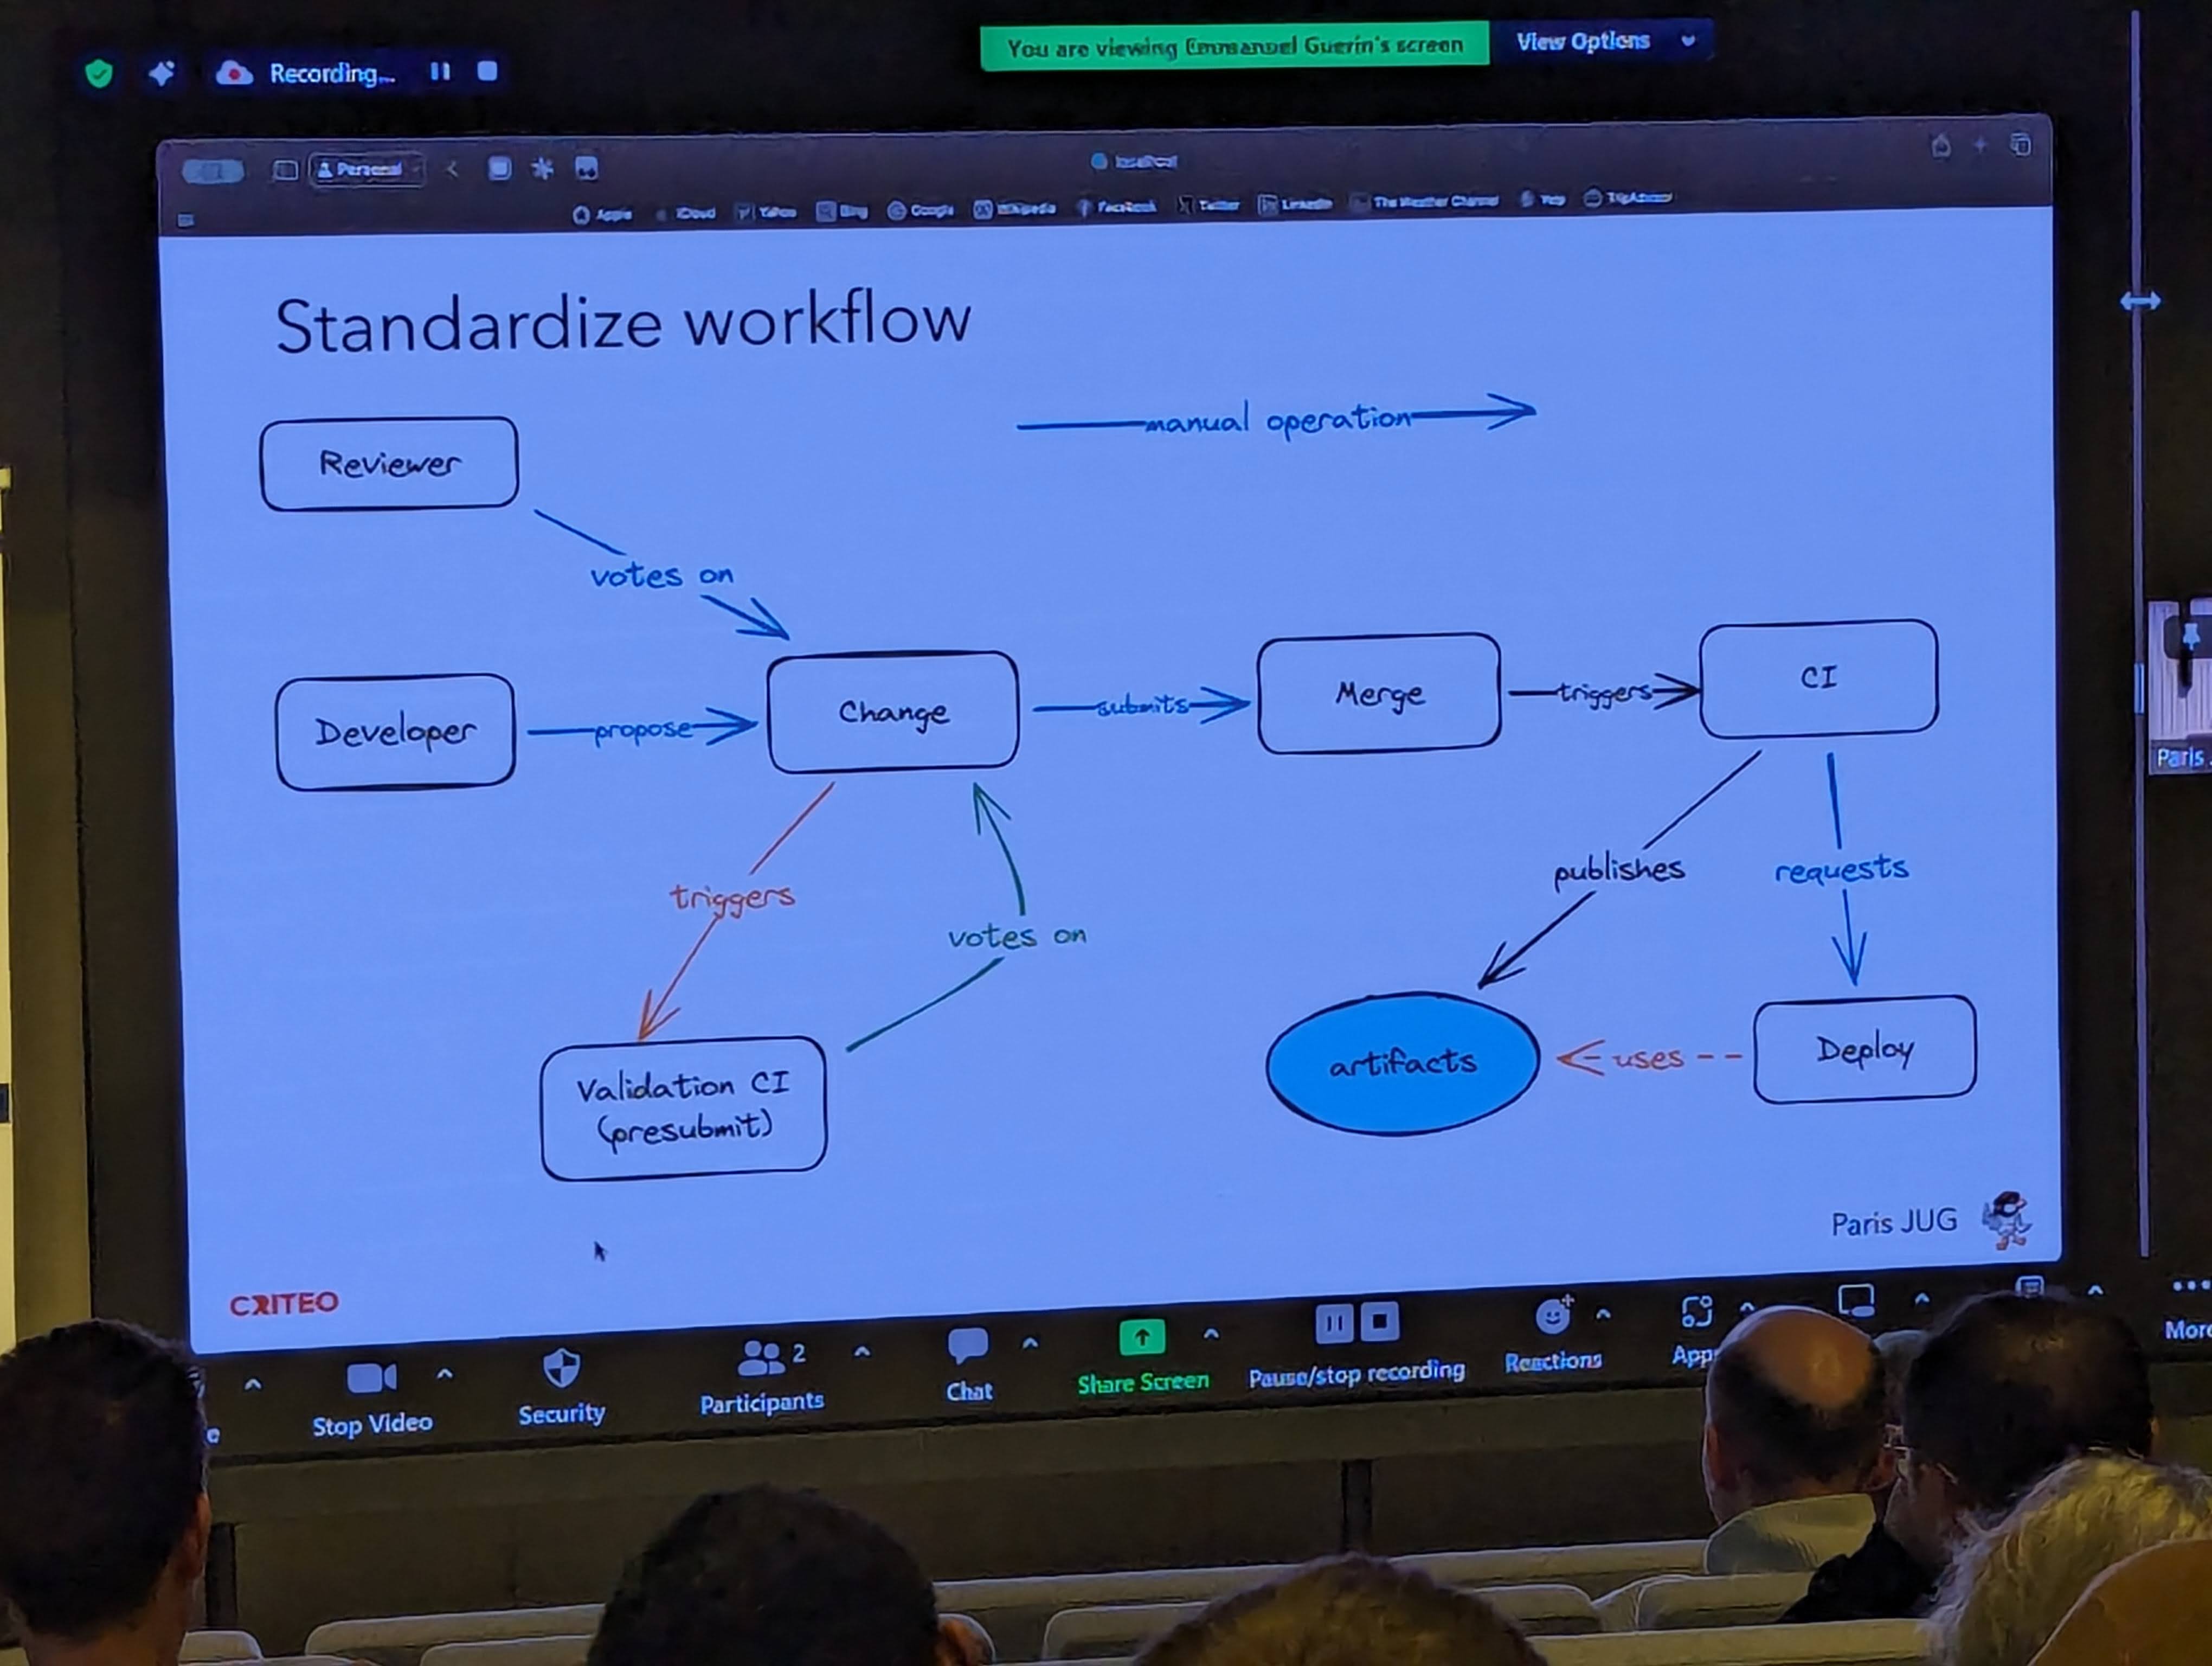 Recording...
You are viewing Emmanuel Guerin's screen
View Options
Personal
localhost
Apple
iCloud
Yahoo
Bing
Google
Wikipedia
Facebook
Twitter
LinkedIn
The Weather Channel
Yelp
TripAdvisor
Standardize workflow
manual operation
Reviewer
votes on
Developer
propose
Change
submits
Merge
triggers
CI
triggers
votes on
publishes
requests
Validation CI
(presubmit)
artifacts
uses
Deploy
Paris JUG
CRITEO
Paris
Stop Video
Security
2
Participants
Chat
Share Screen
Pause/stop recording
Reactions
App
More